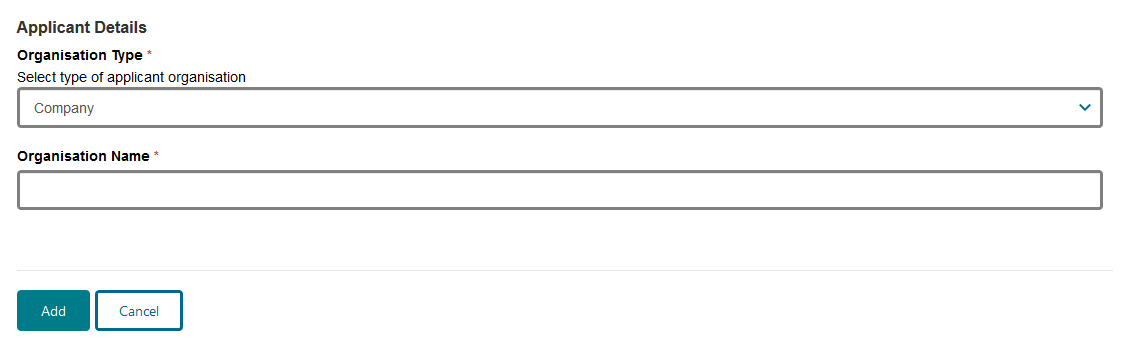 Applicant Details
Organisation Type *
Select type of applicant organisation
Company
Organisation Name *
Add Cancel